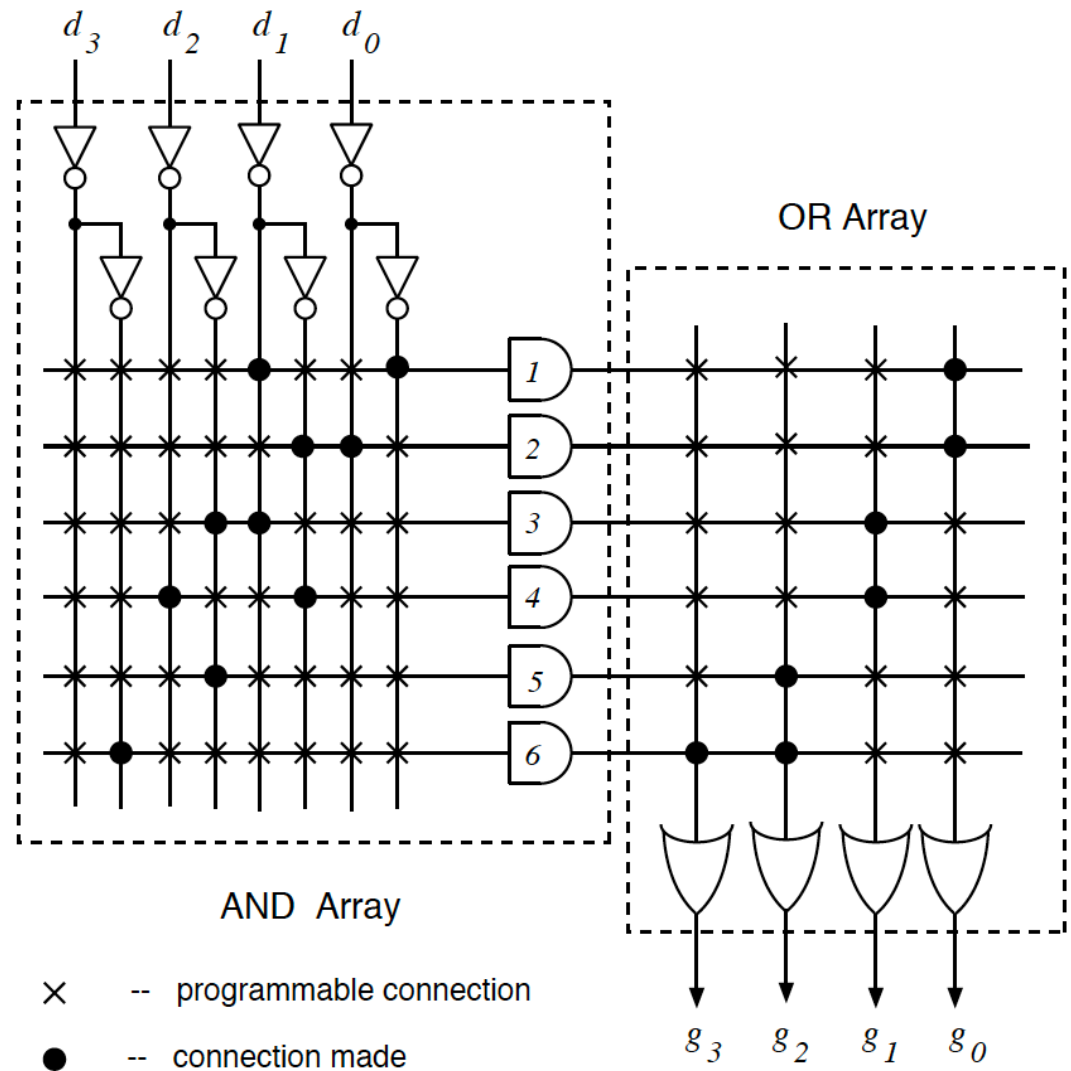 d3 d2 d1 d0
OR Array
1
2
3
4
5
6
AND Array
× -- programmable connection
● -- connection made
g3 g2 g1 g0